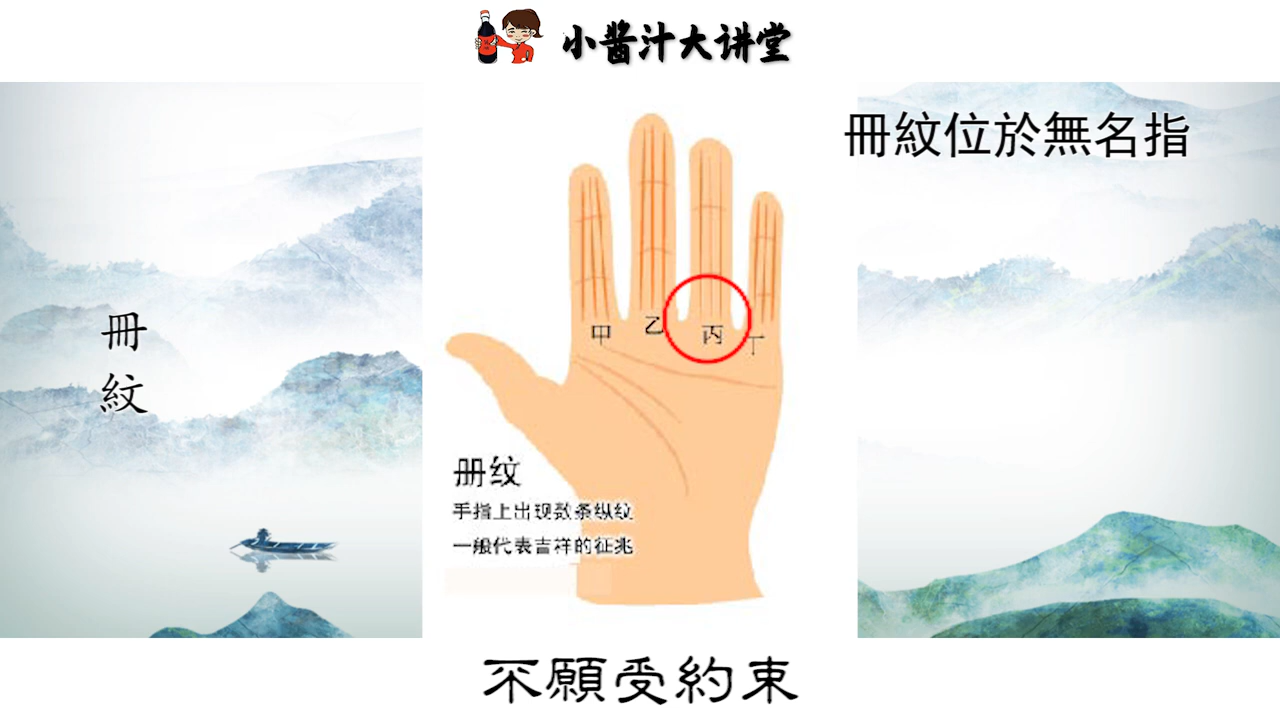 小酱汁大讲堂
冊紋位於無名指
冊紋
甲 乙 丙 丁
册纹
手指上出现数条纵纹
一般代表吉祥的征兆
不願受約束